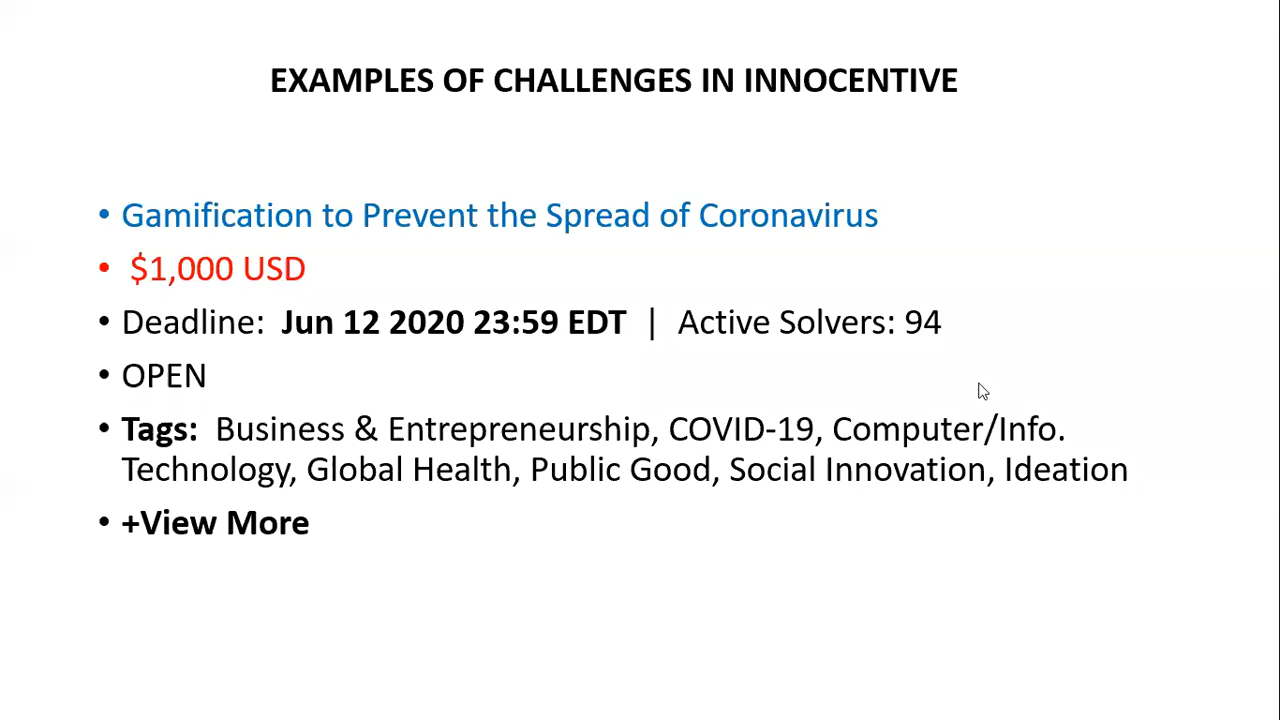 EXAMPLES OF CHALLENGES IN INNOCENTIVE
• Gamification to Prevent the Spread of Coronavirus
• $1,000 USD
• Deadline: Jun 12 2020 23:59 EDT | Active Solvers: 94
• OPEN
• Tags: Business & Entrepreneurship, COVID-19, Computer/Info.
Technology, Global Health, Public Good, Social Innovation, Ideation
• +View More